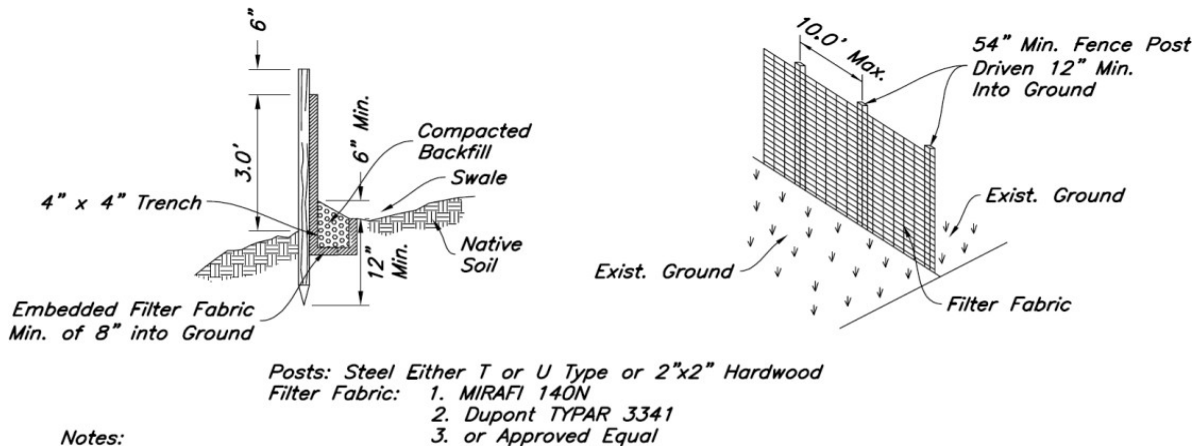 6"
3.0'
4" x 4" Trench
Embedded Filter Fabric
Min. of 8" into Ground
Compacted
Backfill
6" Min.
Swale
Native
Soil
12"
Min.
10.0' Max.
54" Min. Fence Post
Driven 12" Min.
Into Ground
Exist. Ground
Exist. Ground
Filter Fabric
Posts: Steel Either T or U Type or 2"x2" Hardwood
Filter Fabric: 1. MIRAFI 140N
2. Dupont TYPAR 3341
3. or Approved Equal
Notes: